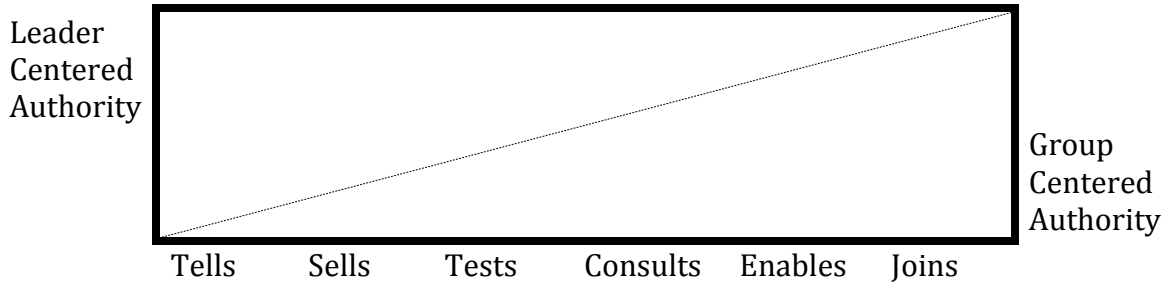 Leader
Centered
Authority
Group
Centered
Authority
Tells Sells Tests Consults Enables Joins